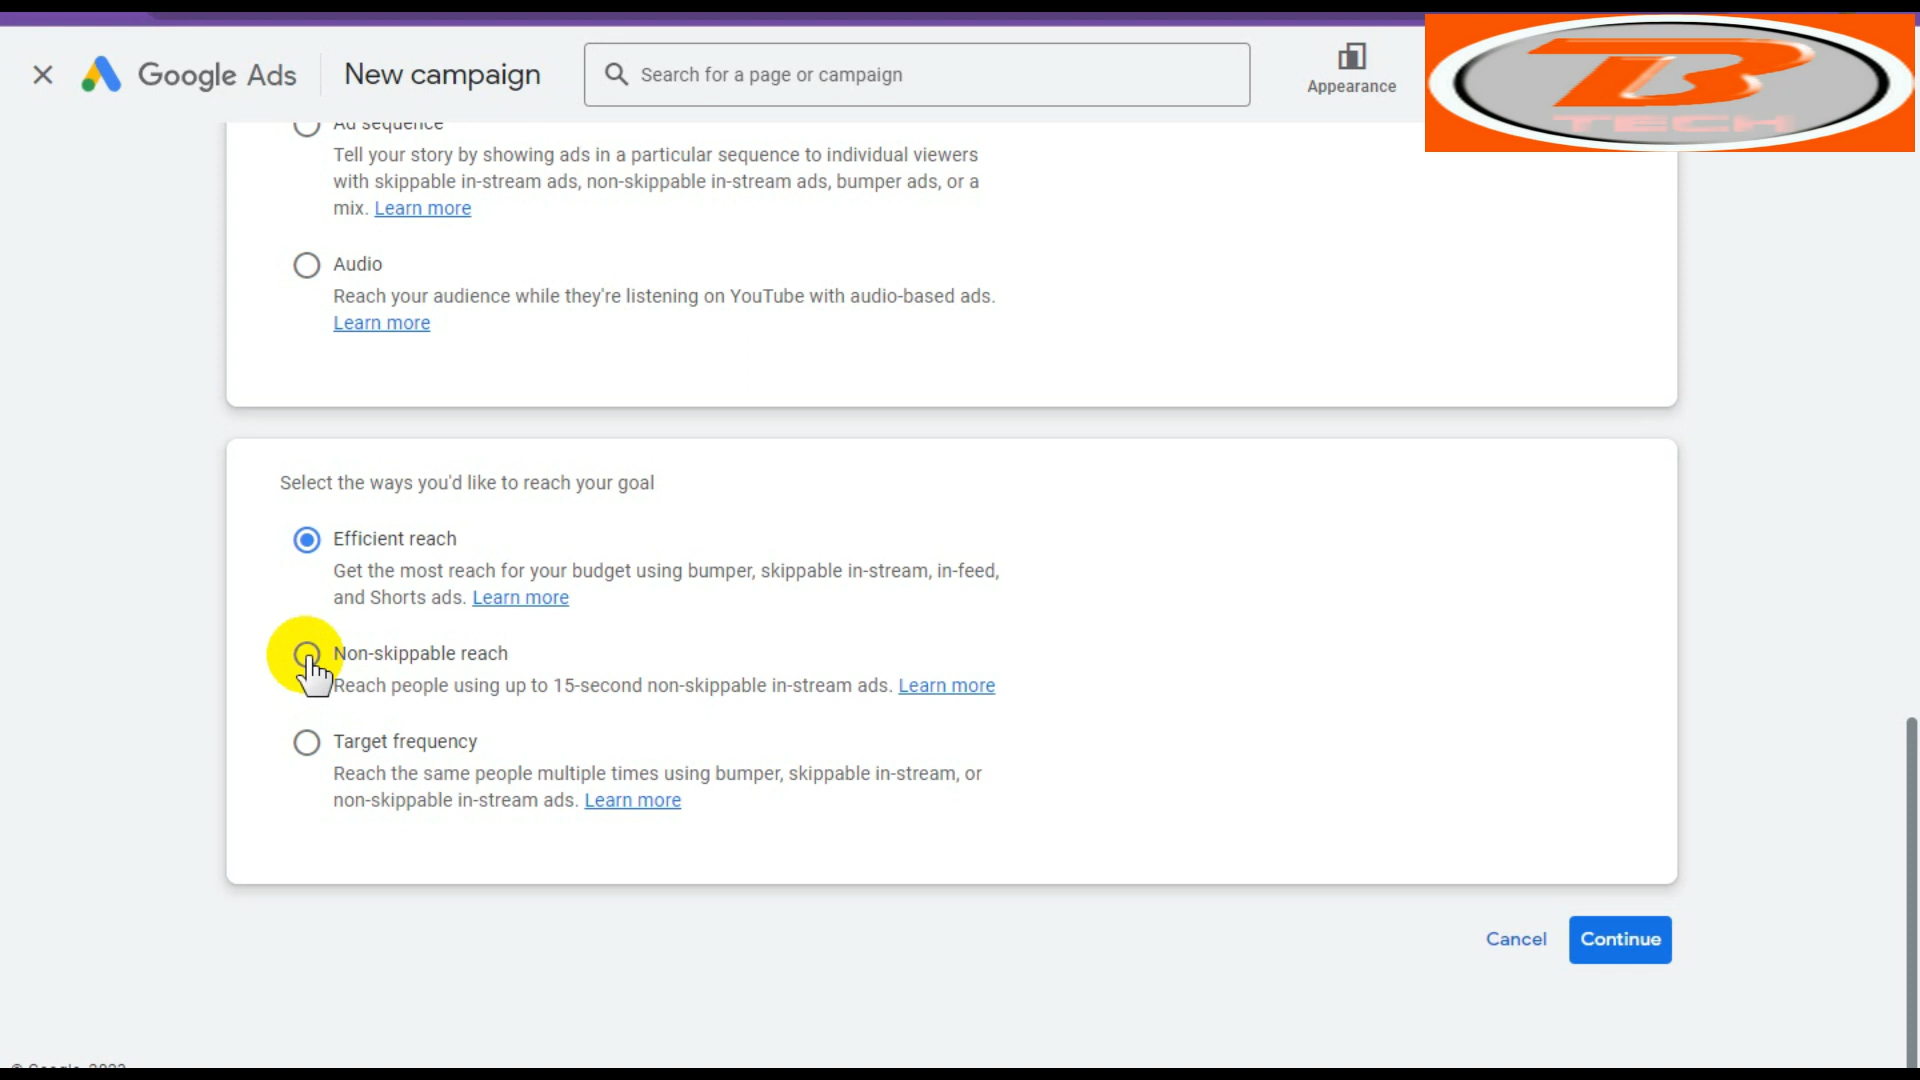 Google Ads
New campaign
Search for a page or campaign
Appearance
B
TECH
Ad sequence
Tell your story by showing ads in a particular sequence to individual viewers
with skippable in-stream ads, non-skippable in-stream ads, bumper ads, or a
mix. Learn more
Audio
Reach your audience while they're listening on YouTube with audio-based ads.
Learn more
Select the ways you'd like to reach your goal
Efficient reach
Get the most reach for your budget using bumper, skippable in-stream, in-feed,
and Shorts ads. Learn more
Non-skippable reach
Reach people using up to 15-second non-skippable in-stream ads. Learn more
Target frequency
Reach the same people multiple times using bumper, skippable in-stream, or
non-skippable in-stream ads. Learn more
Cancel
Continue